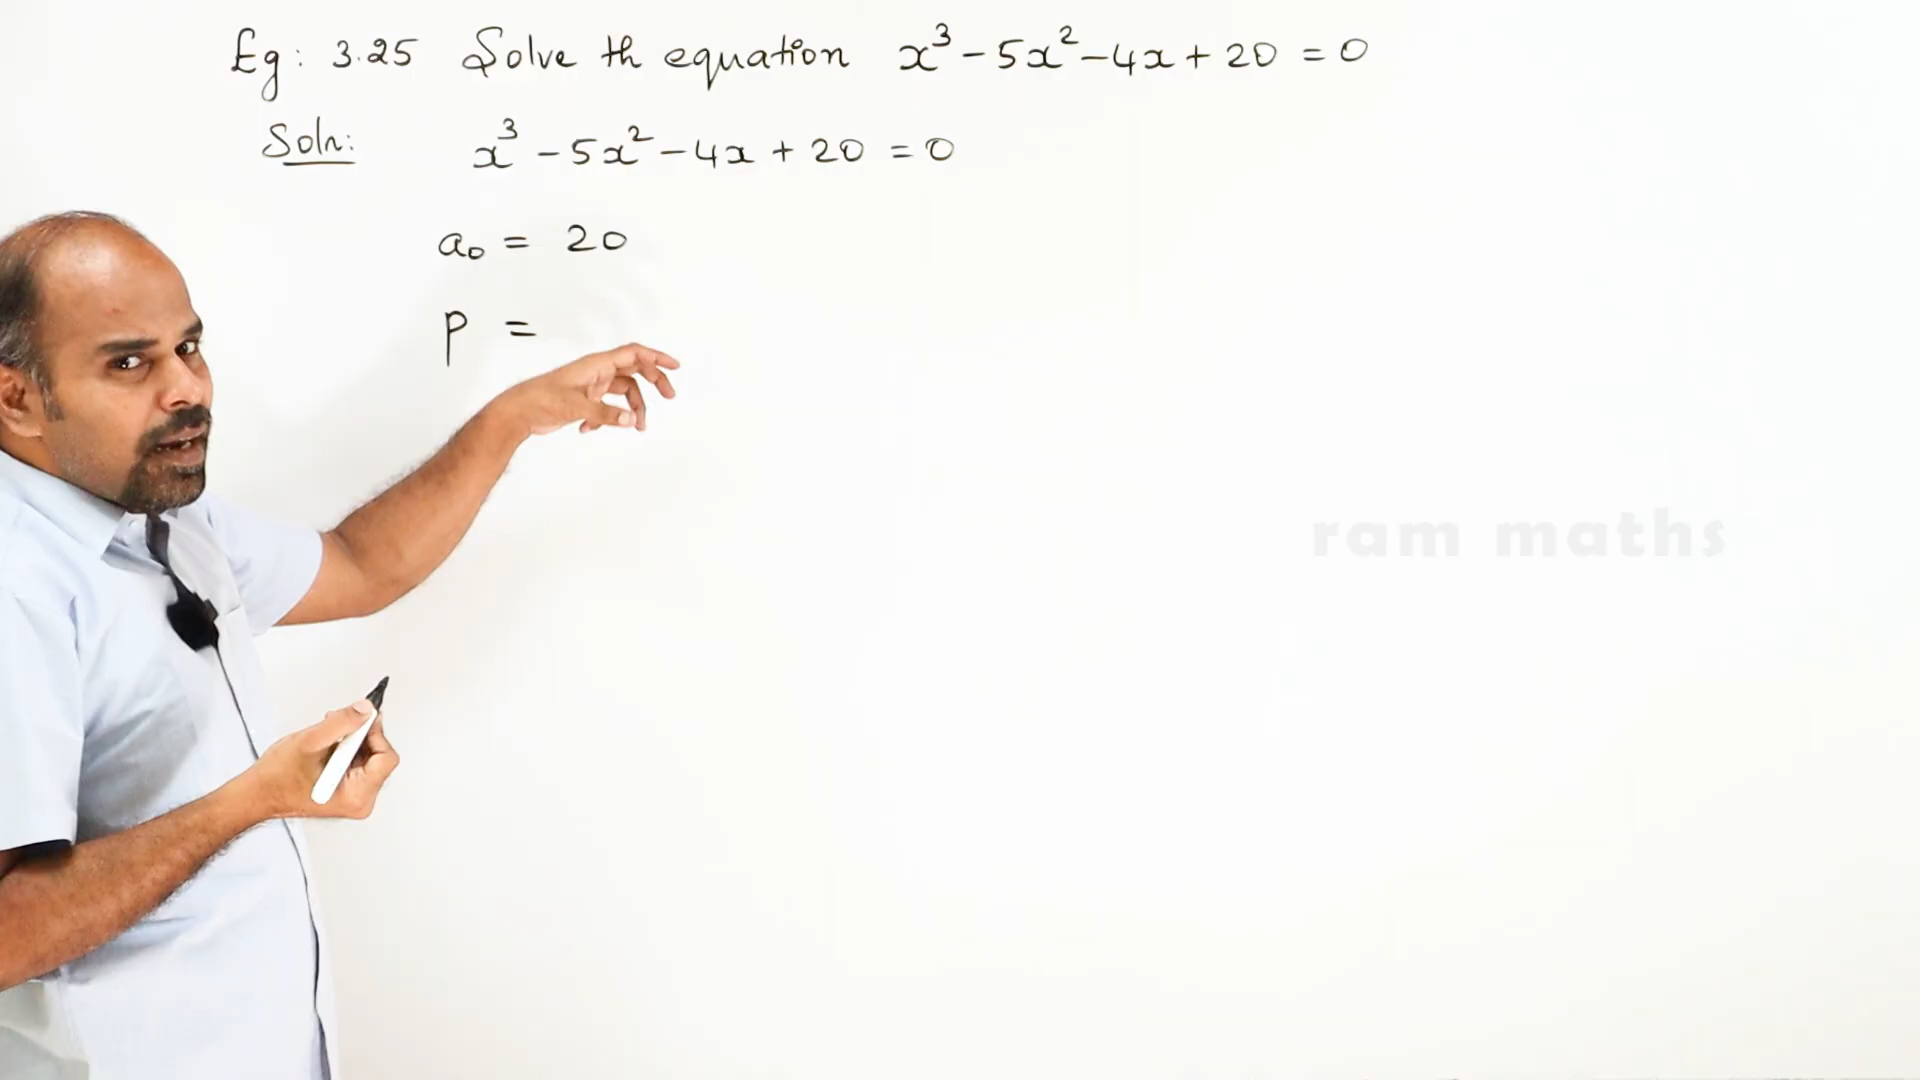 Eg: 3.25 Solve th equation x³ - 5x² - 4x + 20 = 0
Soln: x³ - 5x² - 4x + 20 = 0
a₀ = 20
p =
ram maths